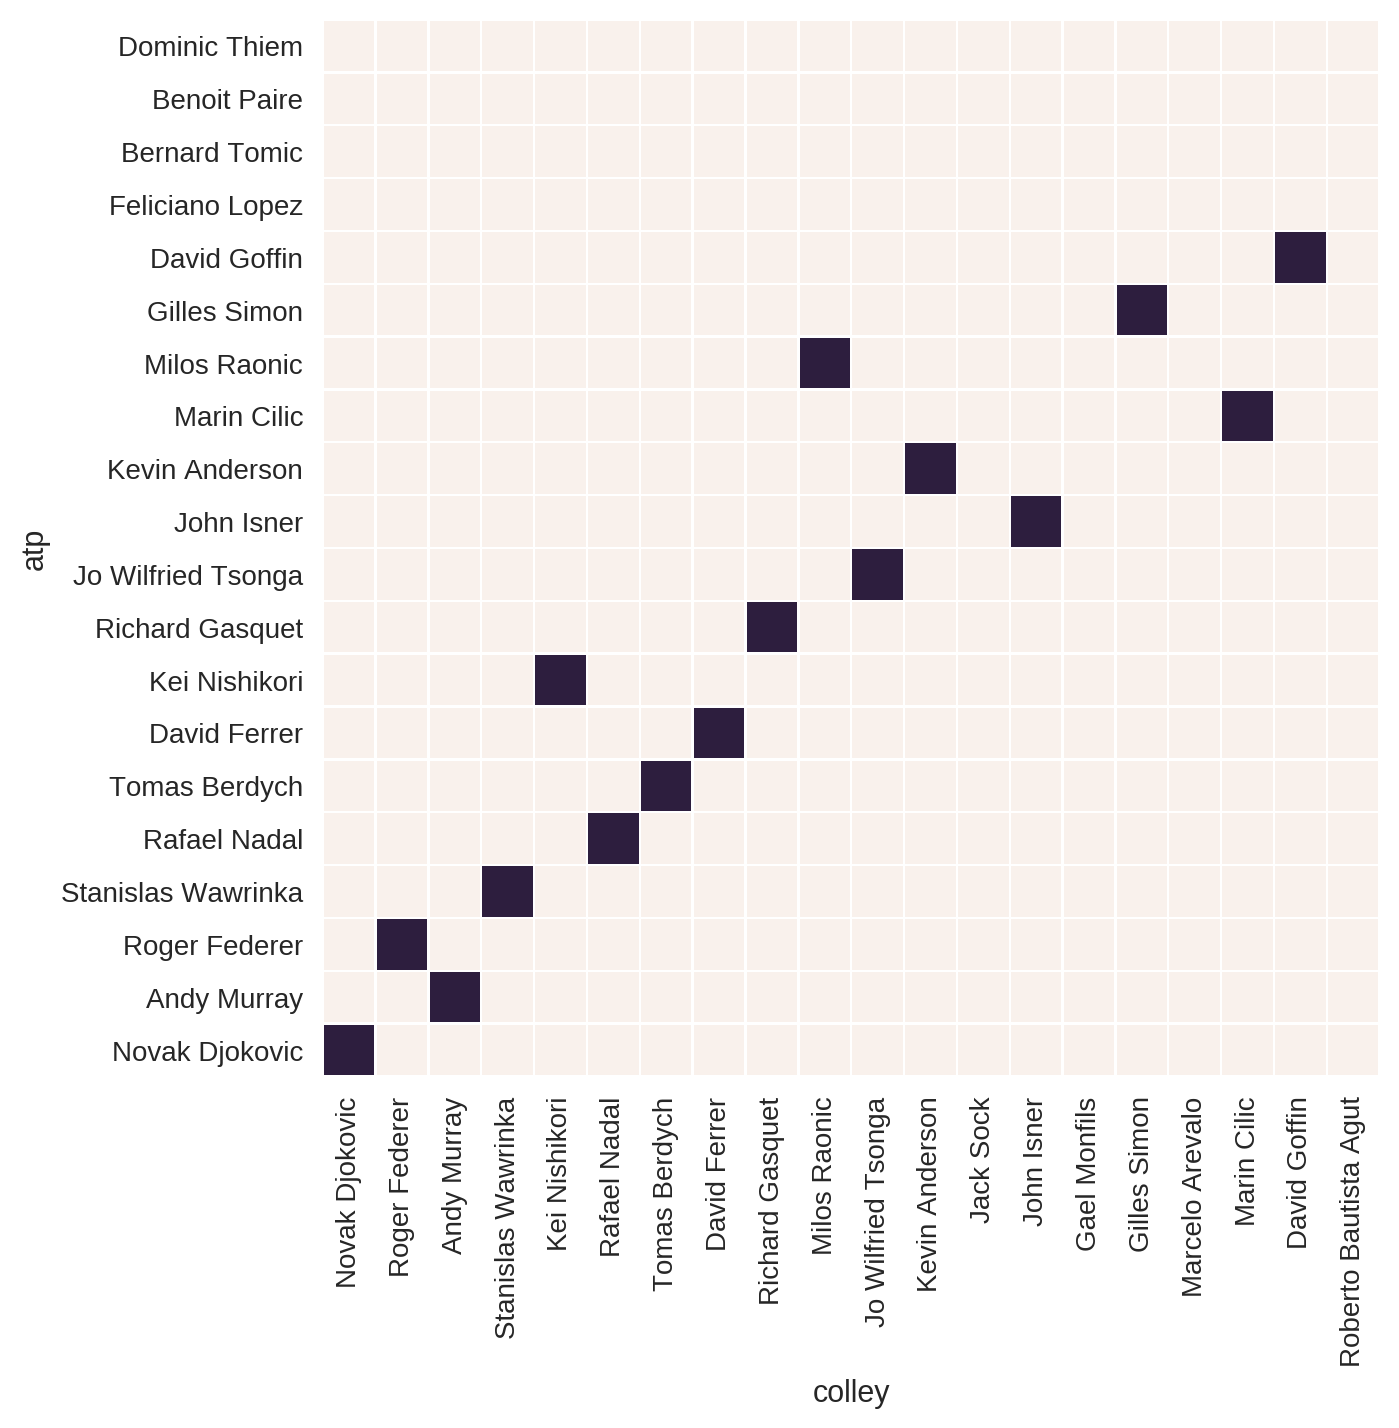 Dominic Thiem
Benoit Paire
Bernard Tomic
Feliciano Lopez
David Goffin
Gilles Simon
Milos Raonic
Marin Cilic
Kevin Anderson
John Isner
Jo Wilfried Tsonga
Richard Gasquet
Kei Nishikori
David Ferrer
Tomas Berdych
Rafael Nadal
Stanislas Wawrinka
Roger Federer
Andy Murray
Novak Djokovic
atp
Novak Djokovic
Roger Federer
Andy Murray
Stanislas Wawrinka
Kei Nishikori
Rafael Nadal
Tomas Berdych
David Ferrer
Richard Gasquet
Milos Raonic
Jo Wilfried Tsonga
Kevin Anderson
Jack Sock
John Isner
Gael Monfils
Gilles Simon
Marcelo Arevalo
Marin Cilic
David Goffin
Roberto Bautista Agut
colley